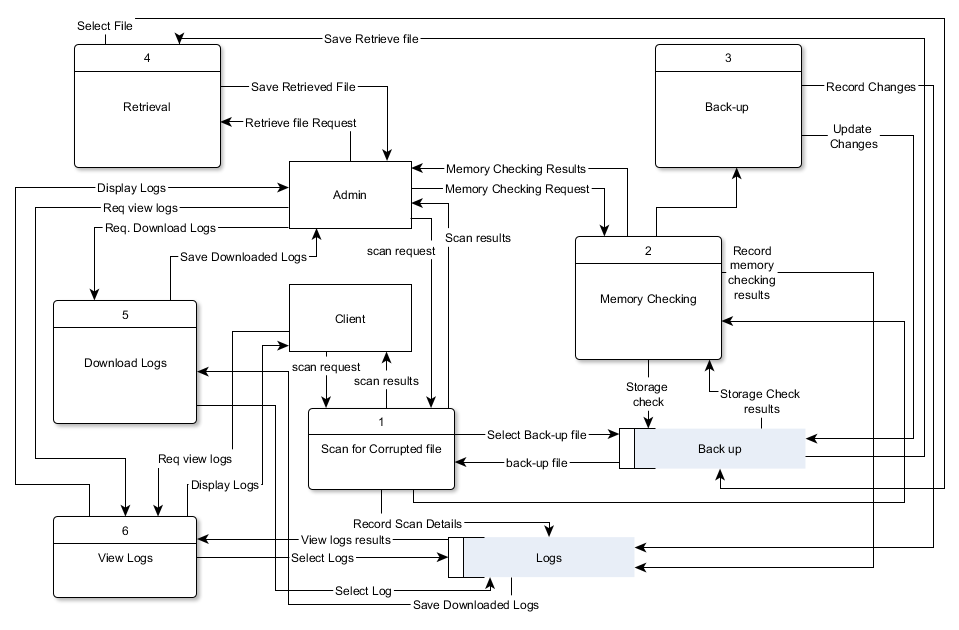 Select File
Save Retrieve file
4
Retrieval
3
Back-up
Save Retrieved File
Record Changes
Retrieve file Request
Update
Changes
Memory Checking Results
Display Logs
Admin
Memory Checking Request
Req view logs
Req. Download Logs
Scan results
scan request
Save Downloaded Logs
2
Memory Checking
Record
memory
checking
results
5
Download Logs
Client
scan request
scan results
Storage
check
Storage Check
results
1
Scan for Corrupted file
Select Back-up file
Back up
Req view logs
back-up file
Display Logs
6
View Logs
Record Scan Details
View logs results
Select Logs
Logs
Select Log
Save Downloaded Logs